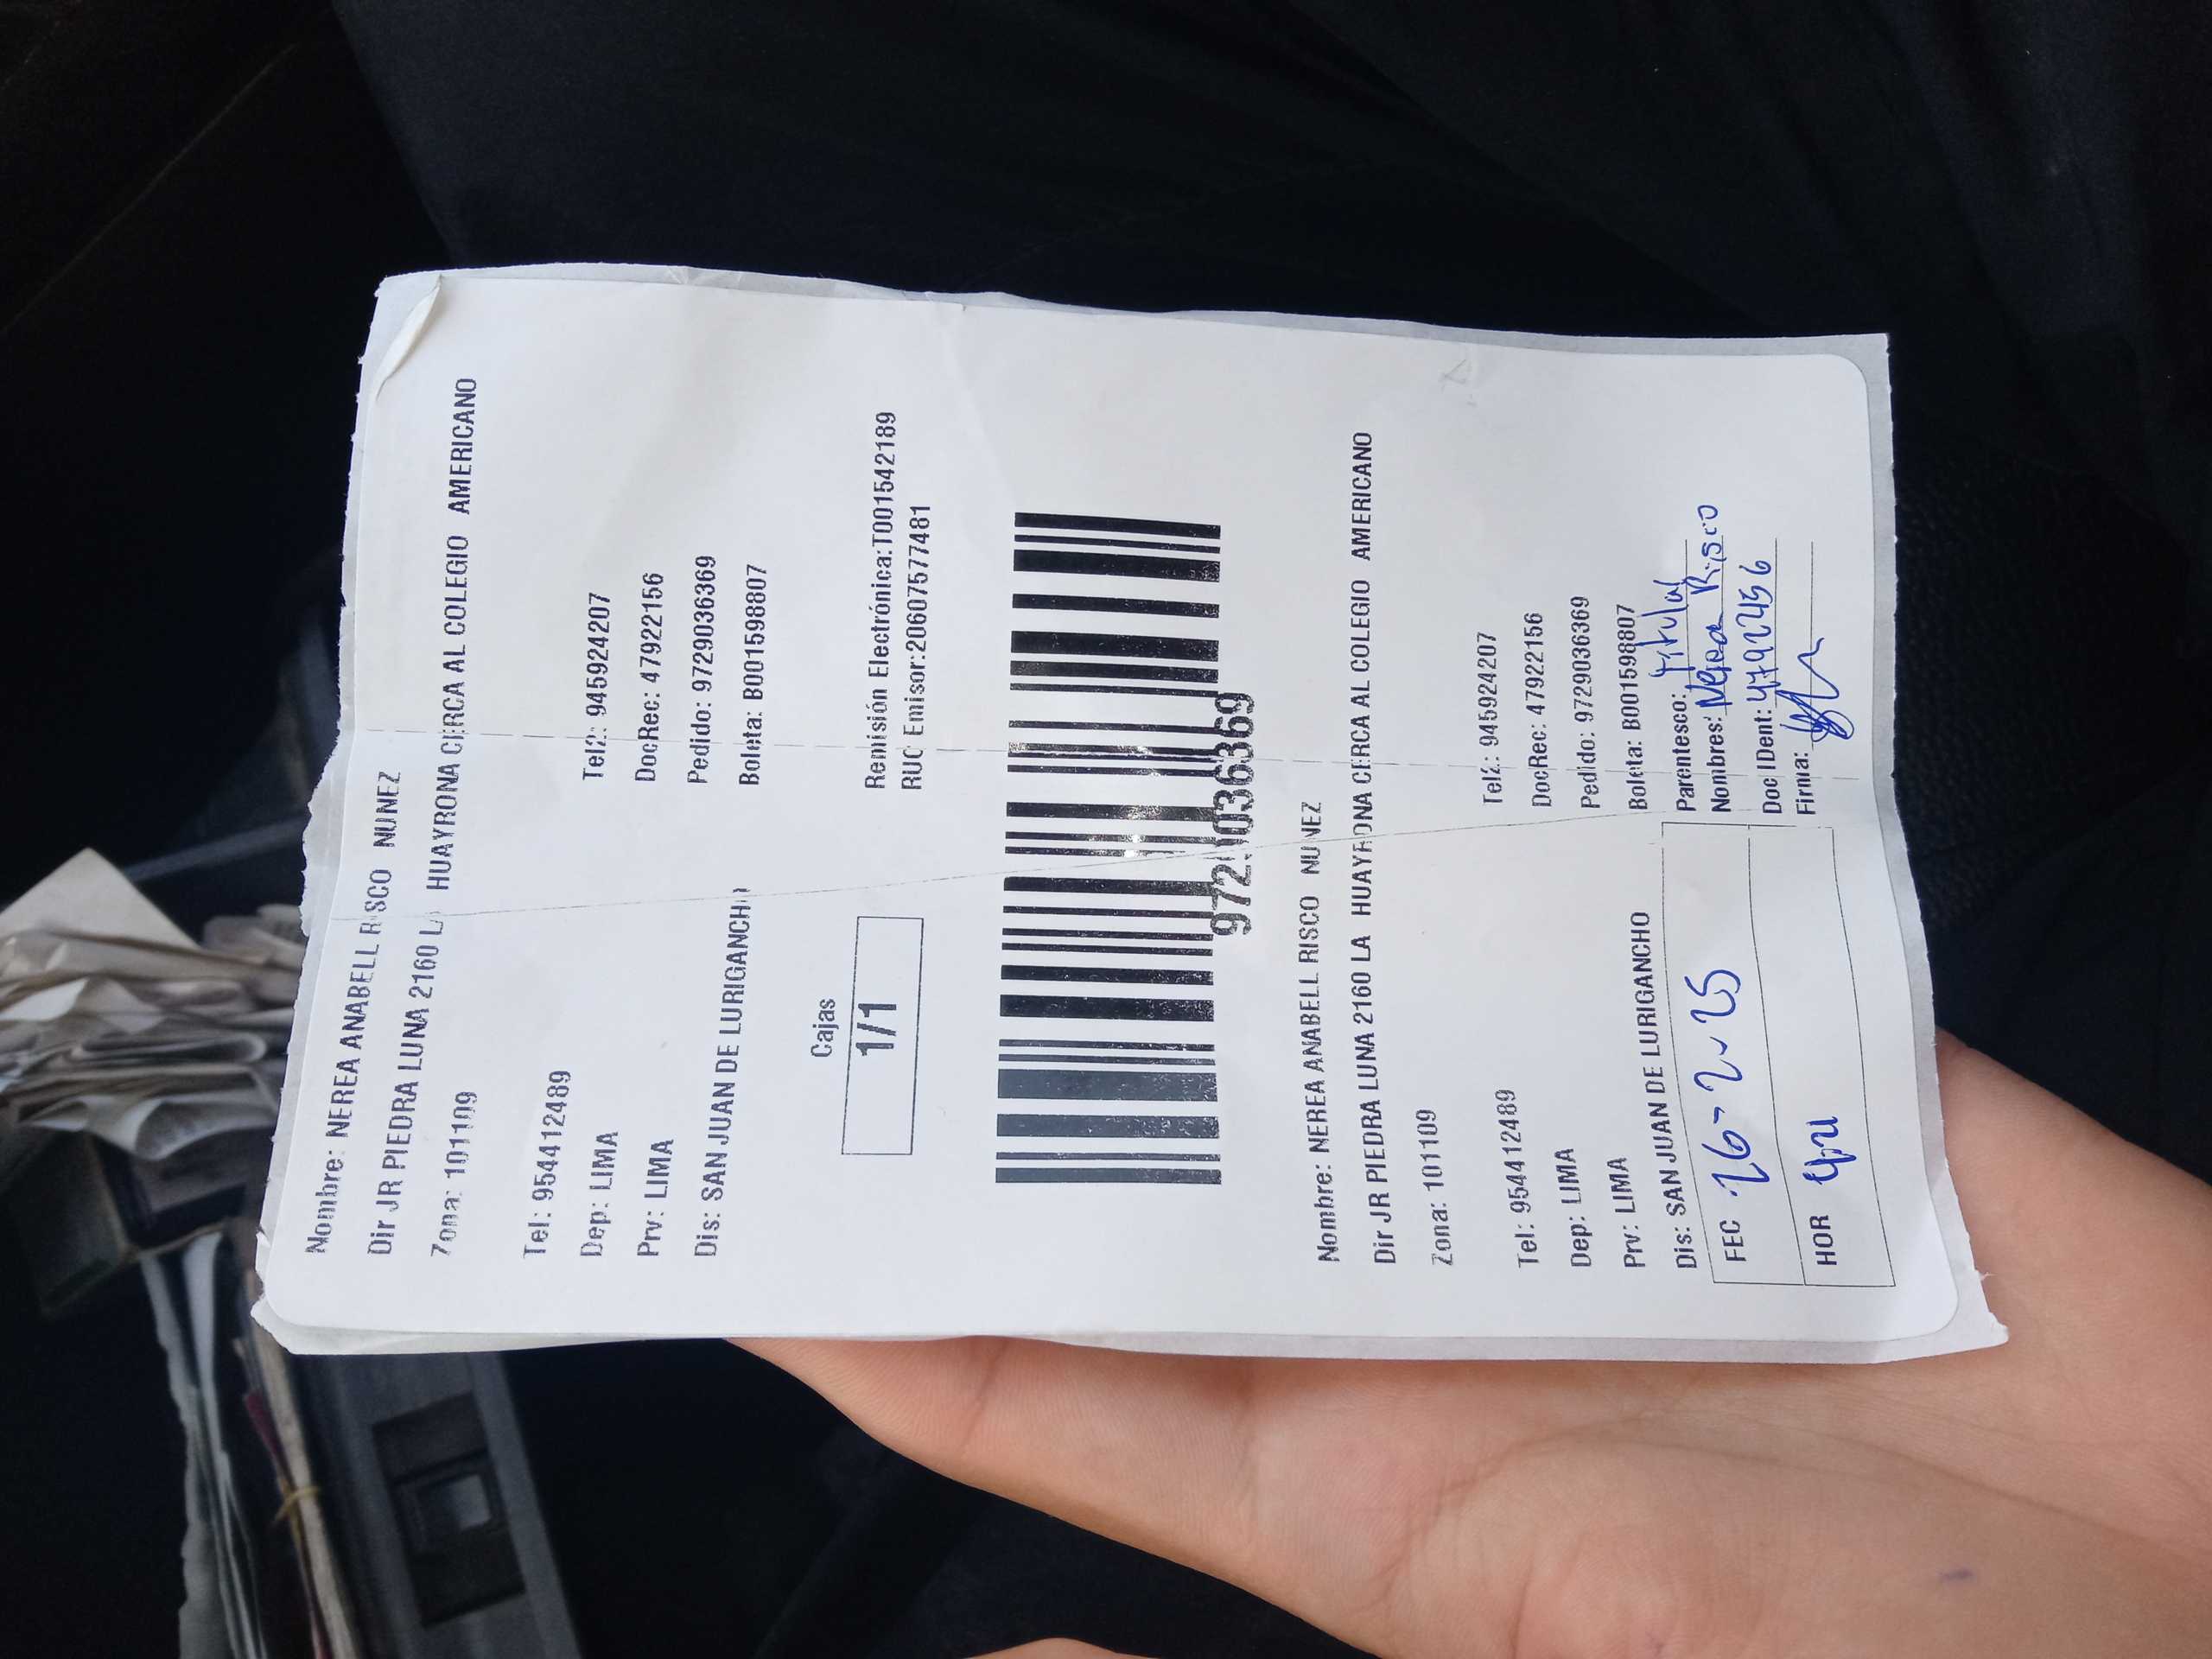 Nombre: NEREA ANABELL RISCO NUNEZ
Dir JR PIEDRA LUNA 2160 LA HUAYRONA CERCA AL COLEGIO AMERICANO
Zona: 101109
Tel: 954412489 Tel2: 945924207
Dep: LIMA DocRec: 47922156
Prv: LIMA Pedido: 9729036369
Dis: SAN JUAN DE LURIGANCHO Boleta: B001598807
Cajas
1/1
Remisión Electrónica:T001542189
RUC Emisor:20607577481
9729036369
Nombre: NEREA ANABELL RISCO NUNEZ
Dir JR PIEDRA LUNA 2160 LA HUAYRONA CERCA AL COLEGIO AMERICANO
Zona: 101109
Tel: 954412489 Tel2: 945924207
Dep: LIMA DocRec: 47922156
Prv: LIMA Pedido: 9729036369
Dis: SAN JUAN DE LURIGANCHO Boleta: B001598807
Parentesco: titular
FEC Nombres: Nerea Risco
Doc IDent:
HOR Firma: